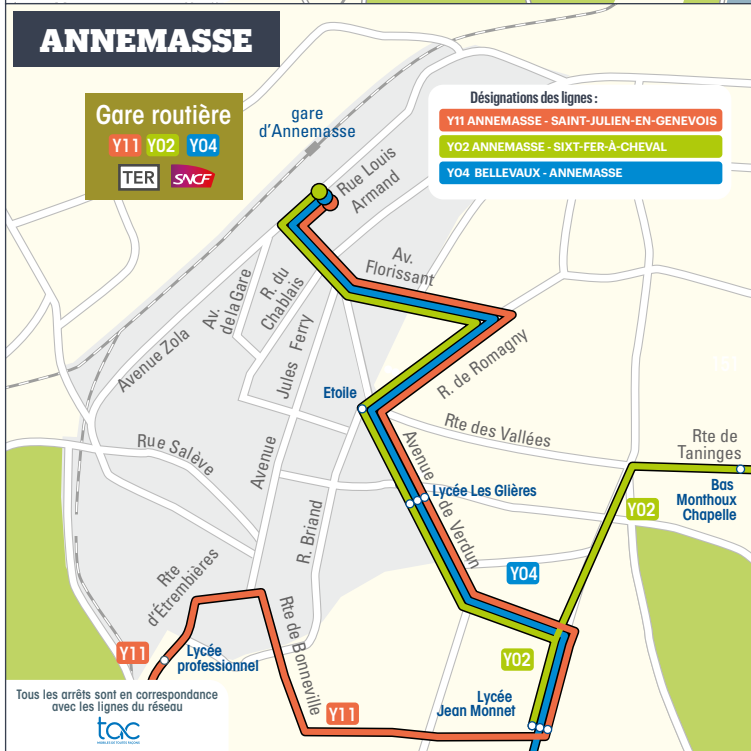 ANNEMASSE
Gare routière
Y11 Y02 Y04
TER SNCF
gare
d'Annemasse
Désignations des lignes :
Y11 ANNEMASSE - SAINT-JULIEN-EN-GENEVOIS
Y02 ANNEMASSE - SIXT-FER-À-CHEVAL
Y04 BELLEVAUX - ANNEMASSE
Rue Louis
Armand
Av.
Florissant
Av.
de la Gare
R. du
Chablais
Avenue Zola
Jules Ferry
Avenue
R. de Romagny
Etoile
Rte des Vallées
Rte de
Taninges
Bas
Monthoux
Chapelle
Rue Salève
Avenue
de Verdun
Lycée Les Glières
Y02
R. Briand
Y04
Rte
d'Étrembières
Rte de Bonneville
Y11
Lycée
professionnel
Y02
Lycée
Jean Monnet
Y11
Tous les arrêts sont en correspondance
avec les lignes du réseau
tac